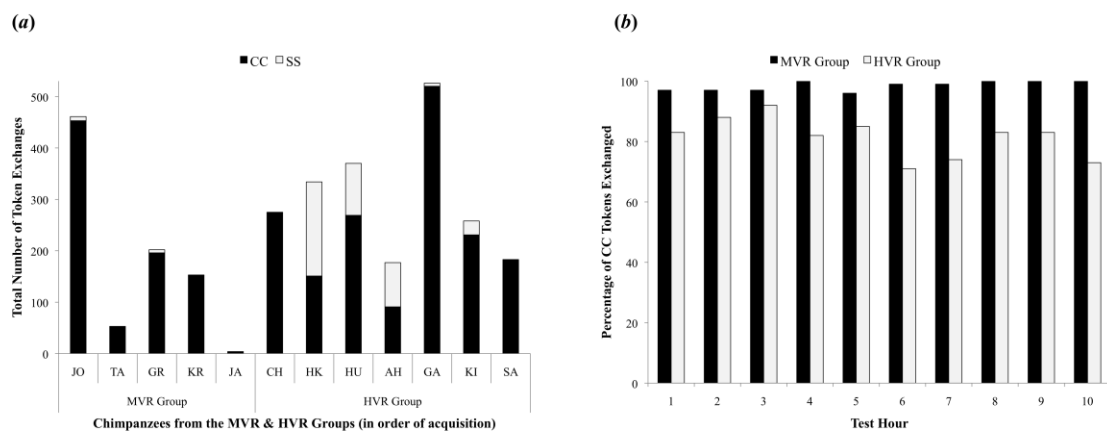 (a)
CC SS
Total Number of Token Exchanges
500
400
300
200
100
0
JO TA GR KR JA CH HK HU AH GA KI SA
MVR Group HVR Group
Chimpanzees from the MVR & HVR Groups (in order of acquisition)
(b)
MVR Group HVR Group
Percentage of CC Tokens Exchanged
100
80
60
40
20
0
1 2 3 4 5 6 7 8 9 10
Test Hour